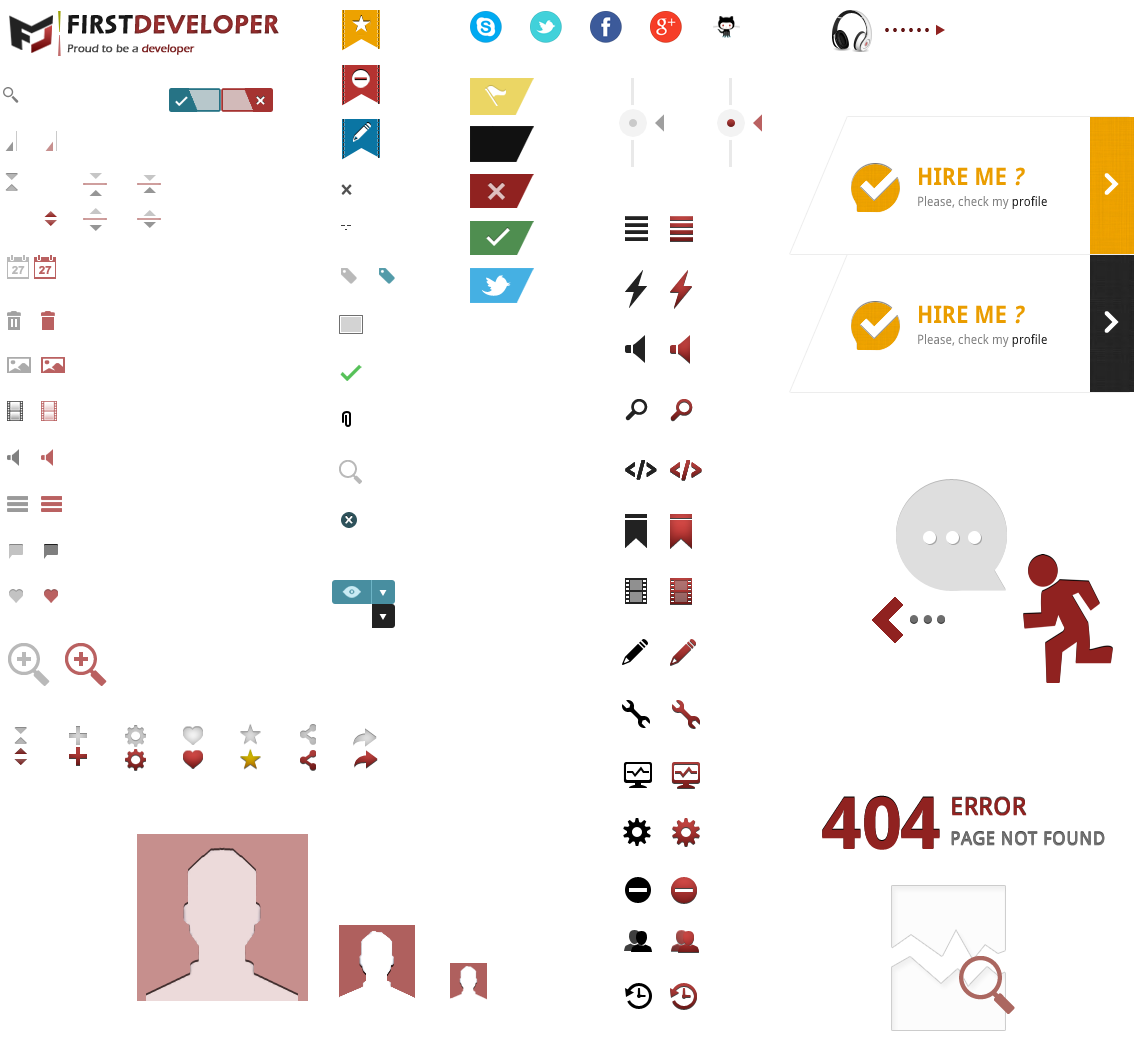 FIRSTDEVELOPER
Proud to be a developer
g+
27 27
HIRE ME ?
Please, check my profile
HIRE ME ?
Please, check my profile
404 ERROR
PAGE NOT FOUND